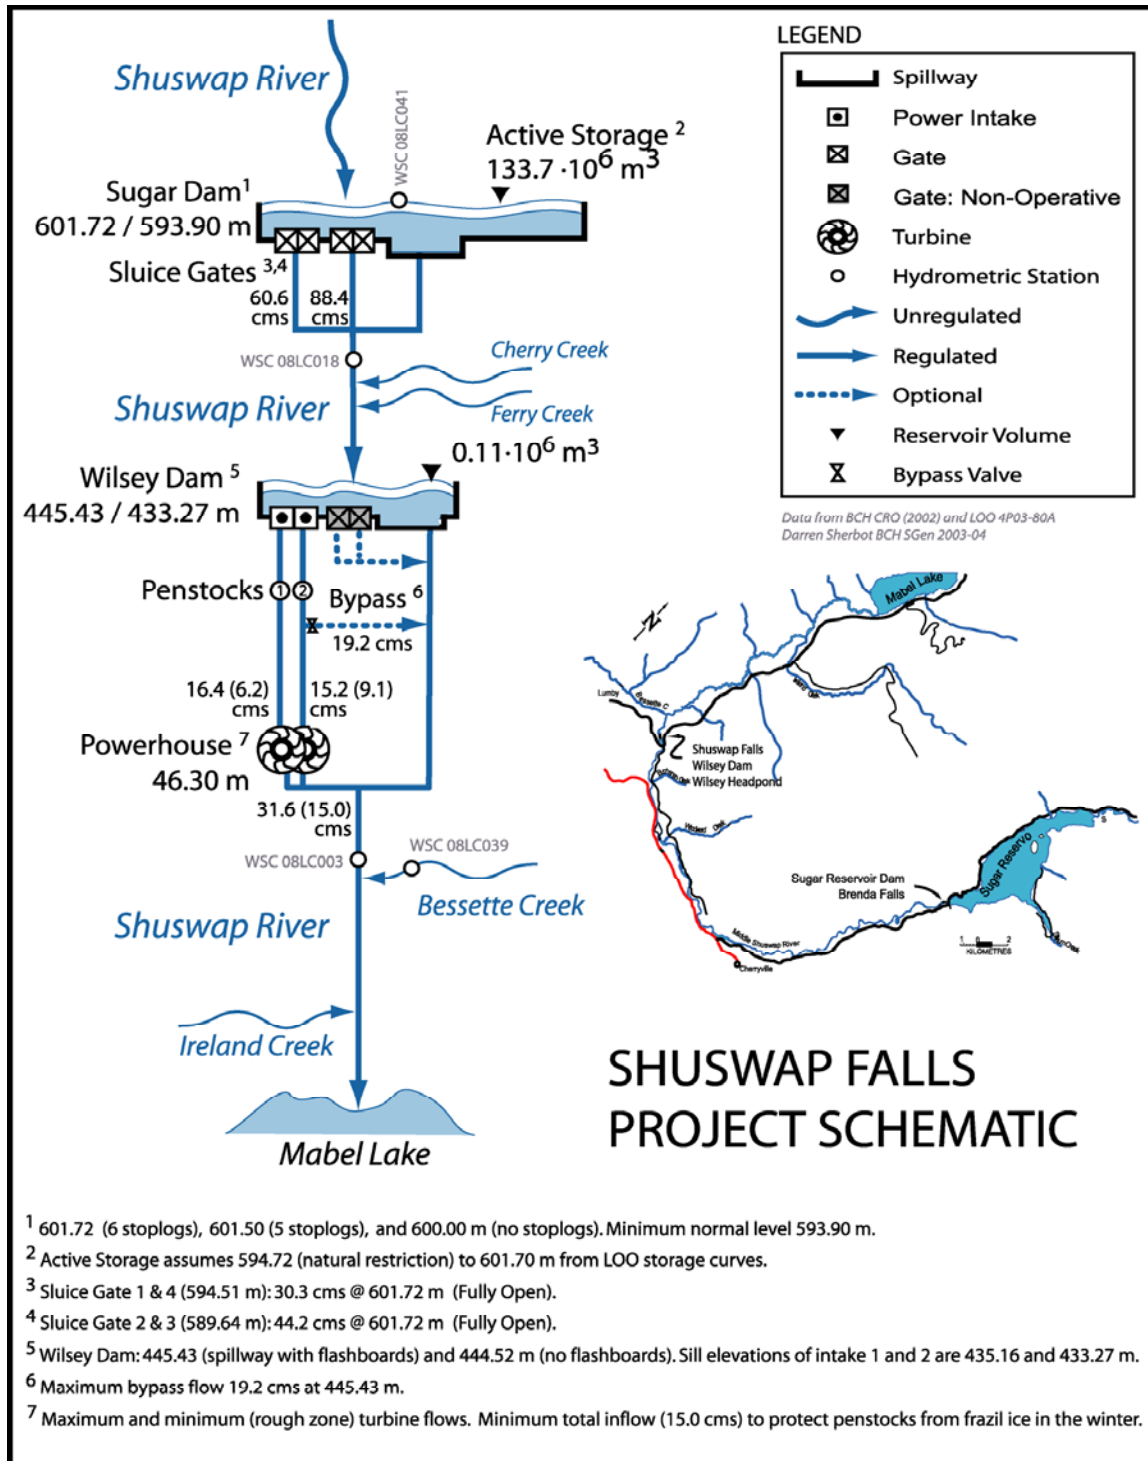 LEGEND
Spillway
Power Intake
Gate
Gate: Non-Operative
Turbine
Hydrometric Station
Unregulated
Regulated
Optional
Reservoir Volume
Bypass Valve
Data from BCH CRO (2002) and LOO 4P03-80A
Darren Sherbot BCH SGen 2003-04
Shuswap River
WSC 08LC041
Active Storage 2
133.7 ·10⁶ m³
Sugar Dam¹
601.72 / 593.90 m
Sluice Gates 3,4
60.6
cms
88.4
cms
WSC 08LC018
Cherry Creek
Shuswap River
Ferry Creek
0.11·10⁶ m³
Wilsey Dam 5
445.43 / 433.27 m
Penstocks
1
2
Bypass 6
19.2 cms
16.4 (6.2)
cms
15.2 (9.1)
cms
Powerhouse 7
46.30 m
31.6 (15.0)
cms
WSC 08LC003
WSC 08LC039
Bessette Creek
Shuswap River
Ireland Creek
Mabel Lake
Mabel Lake
N
Lumby
Bessette C
Shuswap Falls
Wilsey Dam
Wilsey Headpond
Sugar Reservo
Sugar Reservoir Dam
Brenda Falls
Middle Shuswap River
Cherryville
1 0 2
KILOMETRES
SHUSWAP FALLS
PROJECT SCHEMATIC
1 601.72 (6 stoplogs), 601.50 (5 stoplogs), and 600.00 m (no stoplogs). Minimum normal level 593.90 m.
2 Active Storage assumes 594.72 (natural restriction) to 601.70 m from LOO storage curves.
3 Sluice Gate 1 & 4 (594.51 m): 30.3 cms @ 601.72 m (Fully Open).
4 Sluice Gate 2 & 3 (589.64 m): 44.2 cms @ 601.72 m (Fully Open).
5 Wilsey Dam: 445.43 (spillway with flashboards) and 444.52 m (no flashboards). Sill elevations of intake 1 and 2 are 435.16 and 433.27 m.
6 Maximum bypass flow 19.2 cms at 445.43 m.
7 Maximum and minimum (rough zone) turbine flows. Minimum total inflow (15.0 cms) to protect penstocks from frazil ice in the winter.